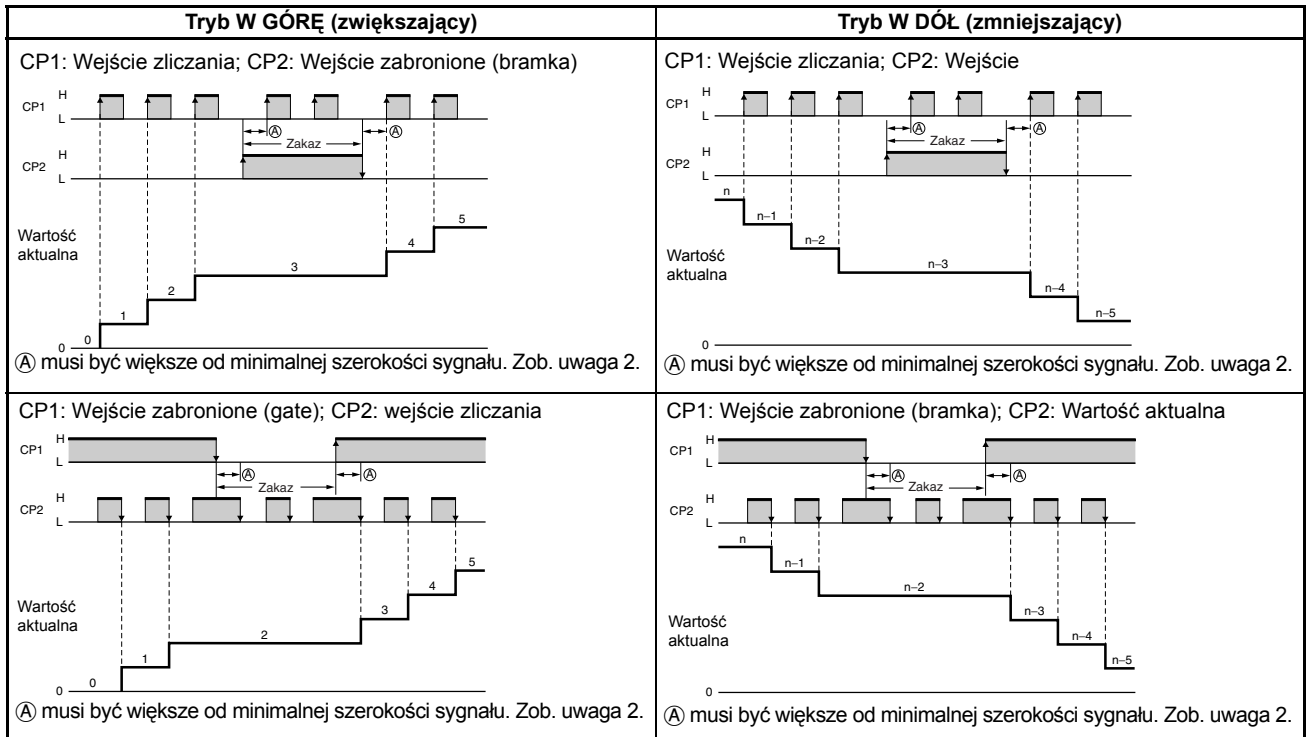 Tryb W GÓRĘ (zwiększający)
CP1: Wejście zliczania; CP2: Wejście zabronione (bramka)
CP1 H
L
A Zakaz A
CP2 H
L
Wartość aktualna
0 0 1 2 3 4 5
Ⓐ musi być większe od minimalnej szerokości sygnału. Zob. uwaga 2.
Tryb W DÓŁ (zmniejszający)
CP1: Wejście zliczania; CP2: Wejście
CP1 H
L
A Zakaz A
CP2 H
L
Wartość aktualna
n n–1 n–2 n–3 n–4 n–5
0
Ⓐ musi być większe od minimalnej szerokości sygnału. Zob. uwaga 2.
CP1: Wejście zabronione (gate); CP2: wejście zliczania
CP1 H
L
A Zakaz A
CP2 H
L
Wartość aktualna
0 0 1 2 3 4 5
Ⓐ musi być większe od minimalnej szerokości sygnału. Zob. uwaga 2.
CP1: Wejście zabronione (bramka); CP2: Wartość aktualna
CP1 H
L
A Zakaz A
CP2 H
L
Wartość aktualna
n n–1 n–2 n–3 n–4 n–5
0
Ⓐ musi być większe od minimalnej szerokości sygnału. Zob. uwaga 2.